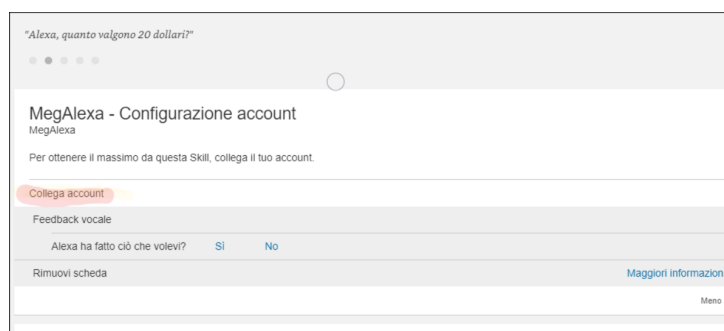 "Alexa, quanto valgono 20 dollari?"
MegAlexa - Configurazione account
MegAlexa
Per ottenere il massimo da questa Skill, collega il tuo account.
Collega account
Feedback vocale
Alexa ha fatto ciò che volevi? Sì No
Rimuovi scheda Maggiori informazion
Meno